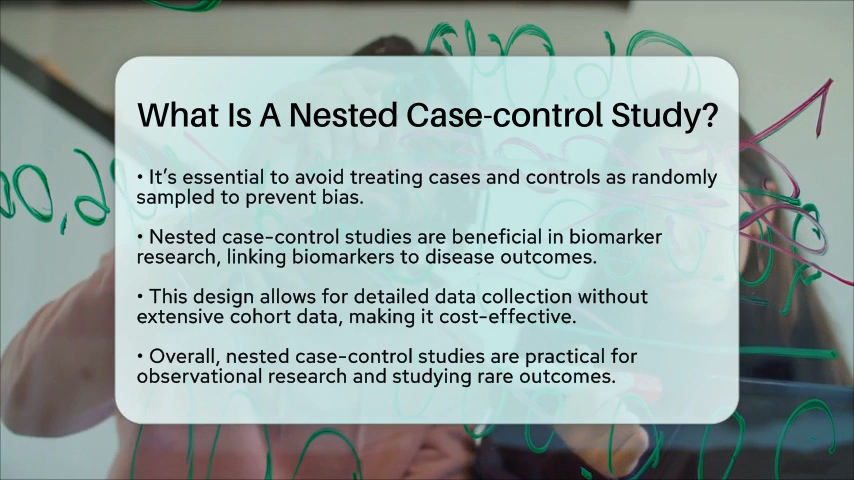 What Is A Nested Case-control Study?
• It's essential to avoid treating cases and controls as randomly
sampled to prevent bias.
• Nested case-control studies are beneficial in biomarker
research, linking biomarkers to disease outcomes.
• This design allows for detailed data collection without
extensive cohort data, making it cost-effective.
• Overall, nested case-control studies are practical for
observational research and studying rare outcomes.